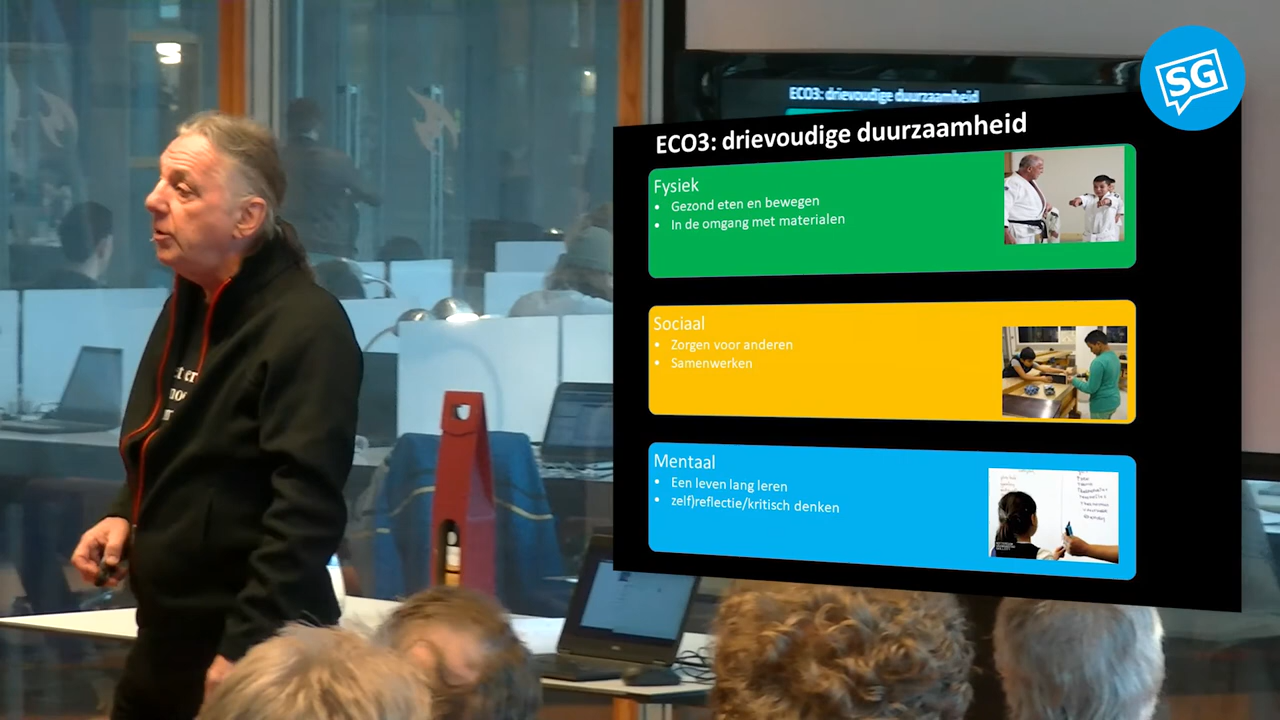 SG
ECO3: drievoudige duurzaamheid
ECO3: drievoudige duurzaamheid
Fysiek
• Gezond eten en bewegen
• In de omgang met materialen
Sociaal
• Zorgen voor anderen
• Samenwerken
Mentaal
• Een leven lang leren
• zelf)reflectie/kritisch denken